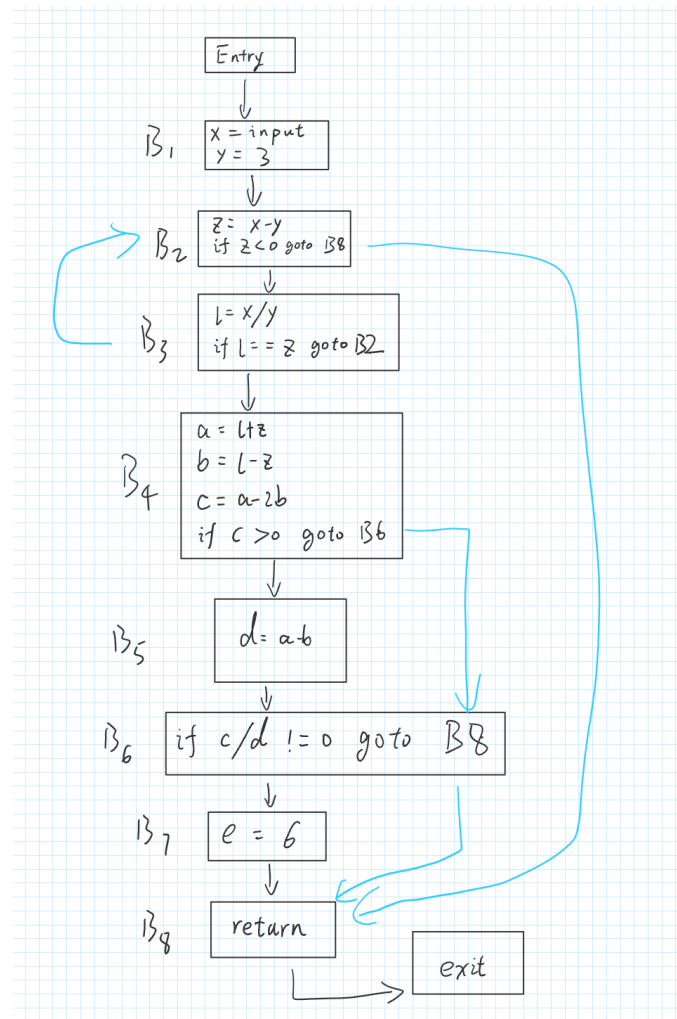 Entry
B1
x = input
y = 3
B2
z = x-y
if z<0 goto B8
B3
l = x/y
if l == z goto B2
B4
a = l+z
b = l-z
c = a-2b
if c >0 goto B6
B5
d= a-b
B6
if c/d != 0 goto B8
B7
e = 6
B8
return
exit